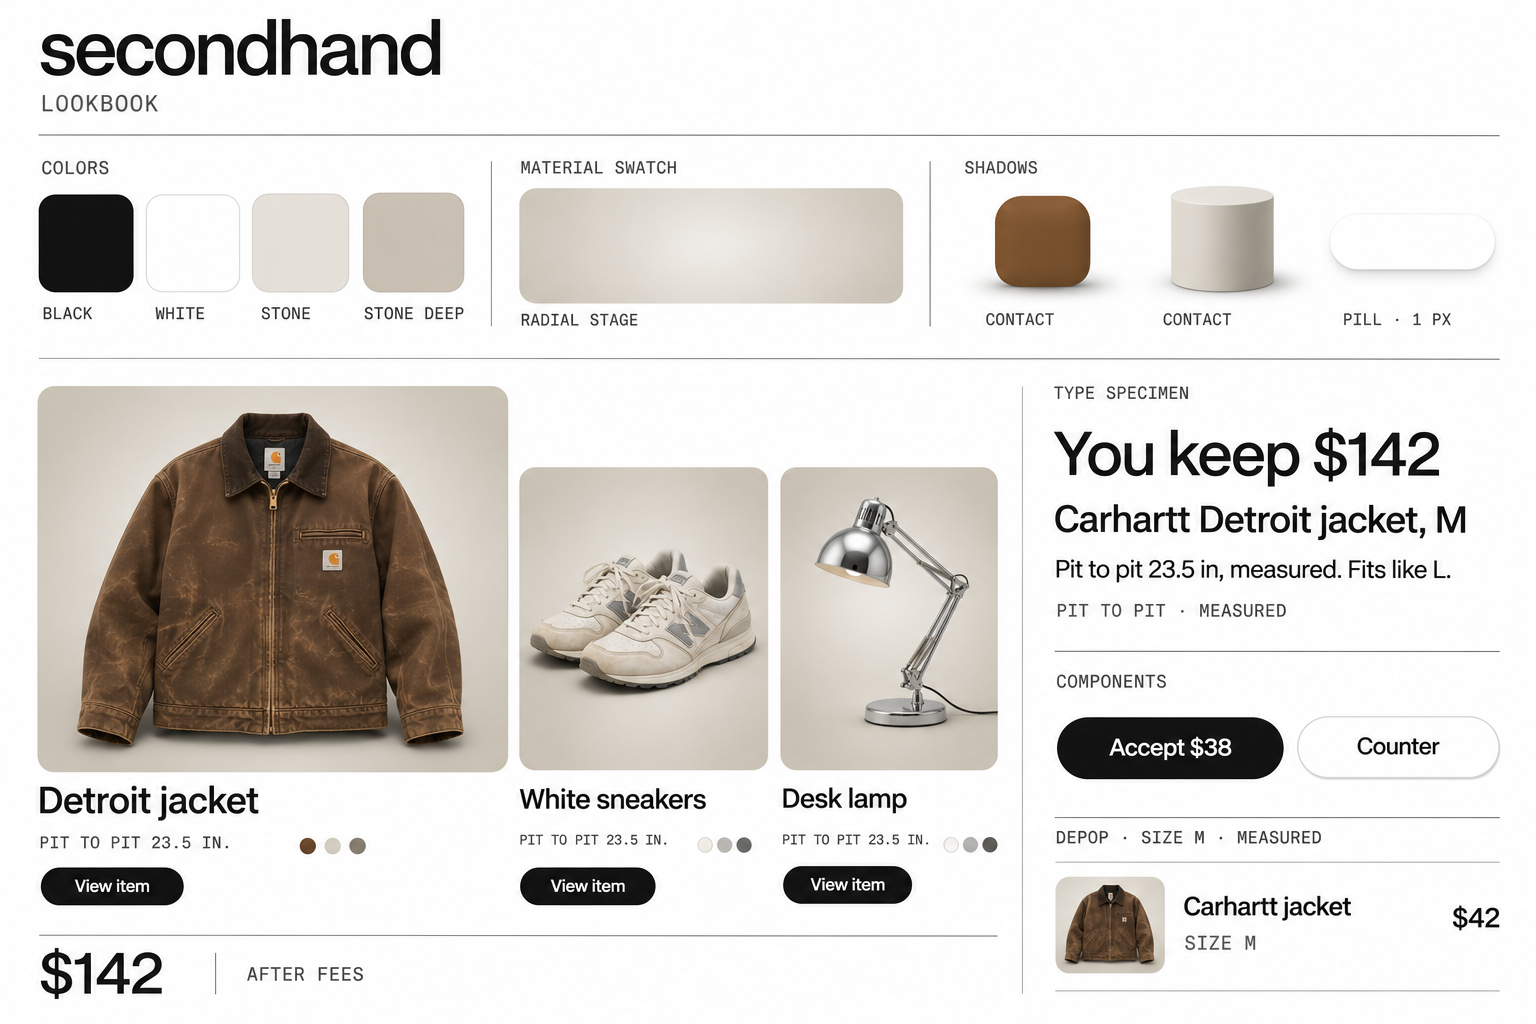 secondhand
LOOKBOOK
COLORS
BLACK
WHITE
STONE
STONE DEEP
MATERIAL SWATCH
RADIAL STAGE
SHADOWS
CONTACT
CONTACT
PILL · 1 PX
Detroit jacket
PIT TO PIT 23.5 IN.
View item
White sneakers
PIT TO PIT 23.5 IN.
View item
Desk lamp
PIT TO PIT 23.5 IN.
View item
$142
AFTER FEES
TYPE SPECIMEN
You keep $142
Carhartt Detroit jacket, M
Pit to pit 23.5 in, measured. Fits like L.
PIT TO PIT · MEASURED
COMPONENTS
Accept $38
Counter
DEPOP · SIZE M · MEASURED
Carhartt jacket
SIZE M
$42